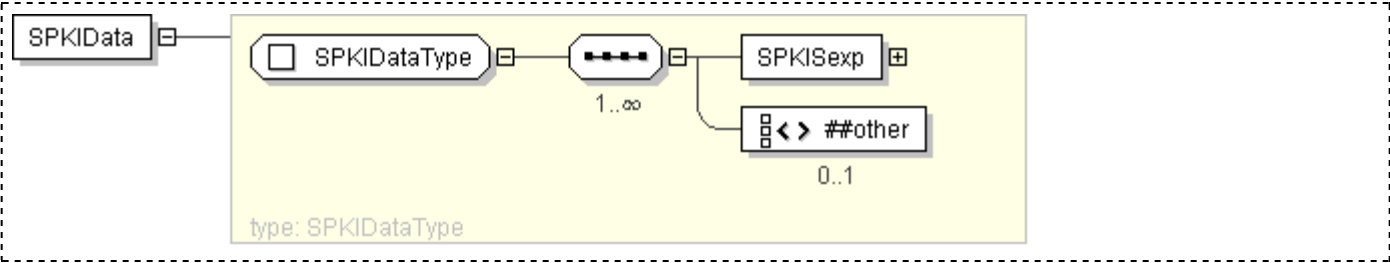 SPKIData
SPKIDataType
1..∞
SPKISexp
##other
0..1
type: SPKIDataType